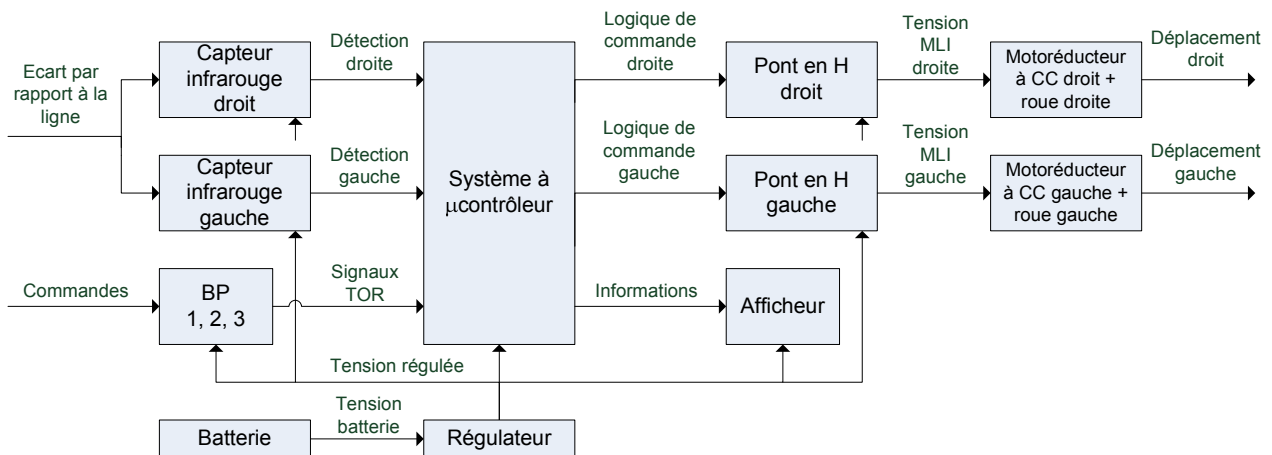 Ecart par
rapport à la
ligne
Capteur
infrarouge
droit
Détection
droite
Système à
µcontrôleur
Logique de
commande
droite
Pont en H
droit
Tension
MLI
droite
Motoréducteur
à CC droit +
roue droite
Déplacement
droit
Capteur
infrarouge
gauche
Détection
gauche
Logique de
commande
gauche
Pont en H
gauche
Tension
MLI
gauche
Motoréducteur
à CC gauche +
roue gauche
Déplacement
gauche
Commandes
BP
1, 2, 3
Signaux
TOR
Informations
Afficheur
Tension régulée
Batterie
Tension
batterie
Régulateur